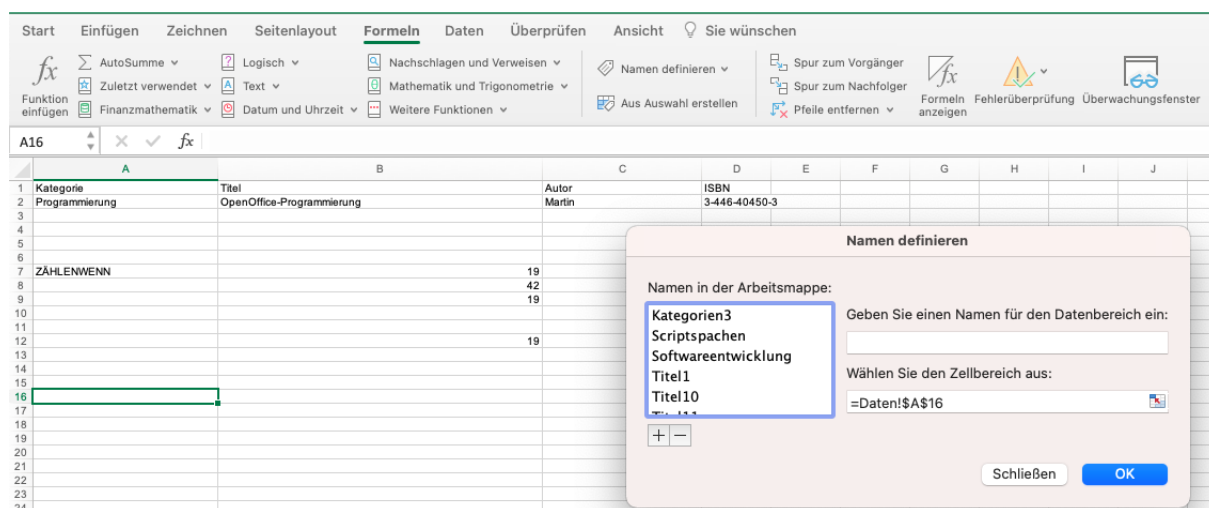 Start Einfügen Zeichnen Seitenlayout Formeln Daten Überprüfen Ansicht Sie wünschen
fx
Funktion einfügen
AutoSumme
Zuletzt verwendet
Finanzmathematik
Logisch
Text
Datum und Uhrzeit
Nachschlagen und Verweisen
Mathematik und Trigonometrie
Weitere Funktionen
Namen definieren
Aus Auswahl erstellen
Spur zum Vorgänger
Spur zum Nachfolger
Pfeile entfernen
Formeln anzeigen
Fehlerüberprüfung
Überwachungsfenster
A16 fx
A B C D E F G H I J
1 Kategorie Titel Autor ISBN
2 Programmierung OpenOffice-Programmierung Martin 3-446-40450-3
3
4
5
6
7 ZÄHLENWENN 19
8 42
9 19
10
11
12 19
13
14
15
16
17
18
19
20
21
22
23
24
Namen definieren
Namen in der Arbeitsmappe:
Kategorien3
Scriptspachen
Softwareentwicklung
Titel1
Titel10
Titel11
+ −
Geben Sie einen Namen für den Datenbereich ein:
Wählen Sie den Zellbereich aus:
=Daten!$A$16
Schließen OK